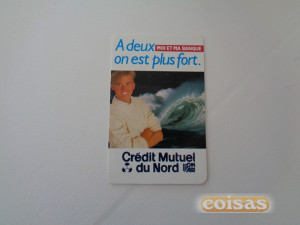 A deux MOI ET MA BANQUE
on est plus fort.
Crédit Mutuel
du Nord
coisas